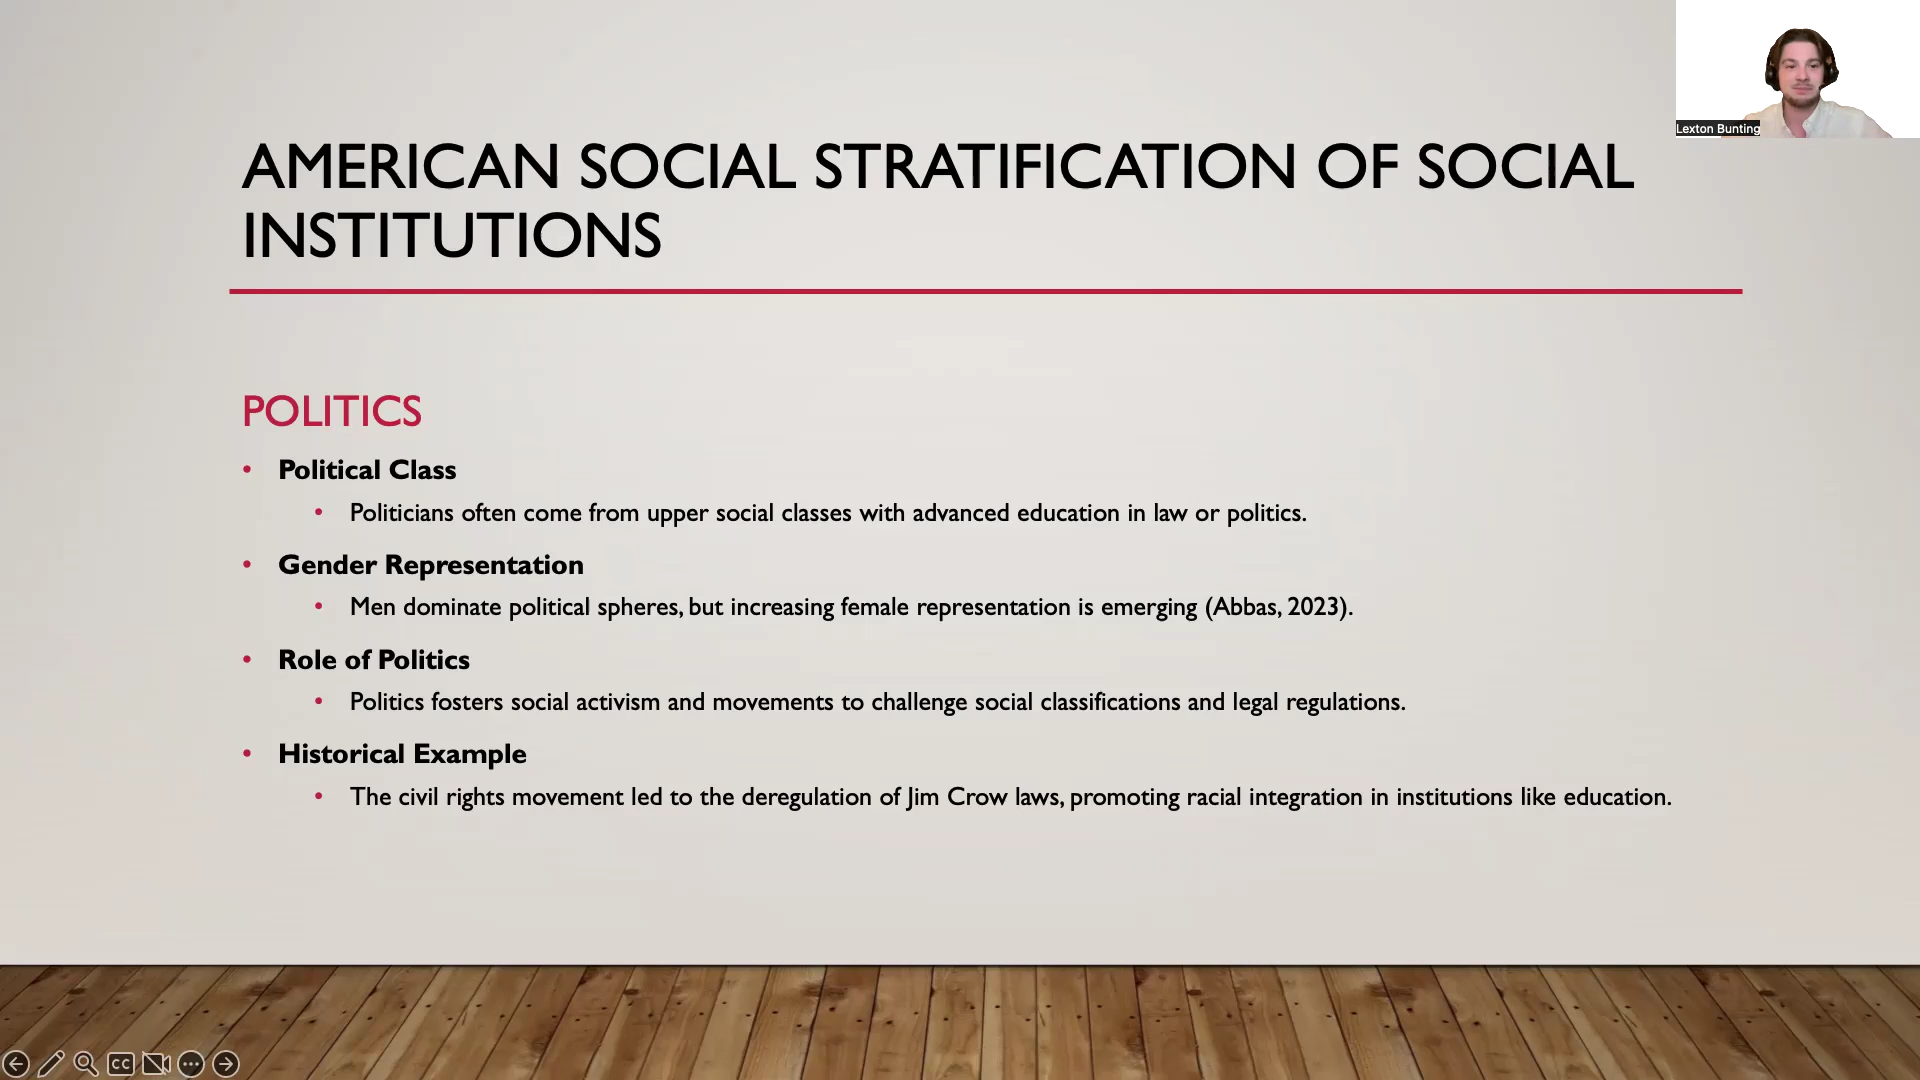 Lexton Bunting
AMERICAN SOCIAL STRATIFICATION OF SOCIAL
INSTITUTIONS
POLITICS
• Political Class
• Politicians often come from upper social classes with advanced education in law or politics.
• Gender Representation
• Men dominate political spheres, but increasing female representation is emerging (Abbas, 2023).
• Role of Politics
• Politics fosters social activism and movements to challenge social classifications and legal regulations.
• Historical Example
• The civil rights movement led to the deregulation of Jim Crow laws, promoting racial integration in institutions like education.
CC